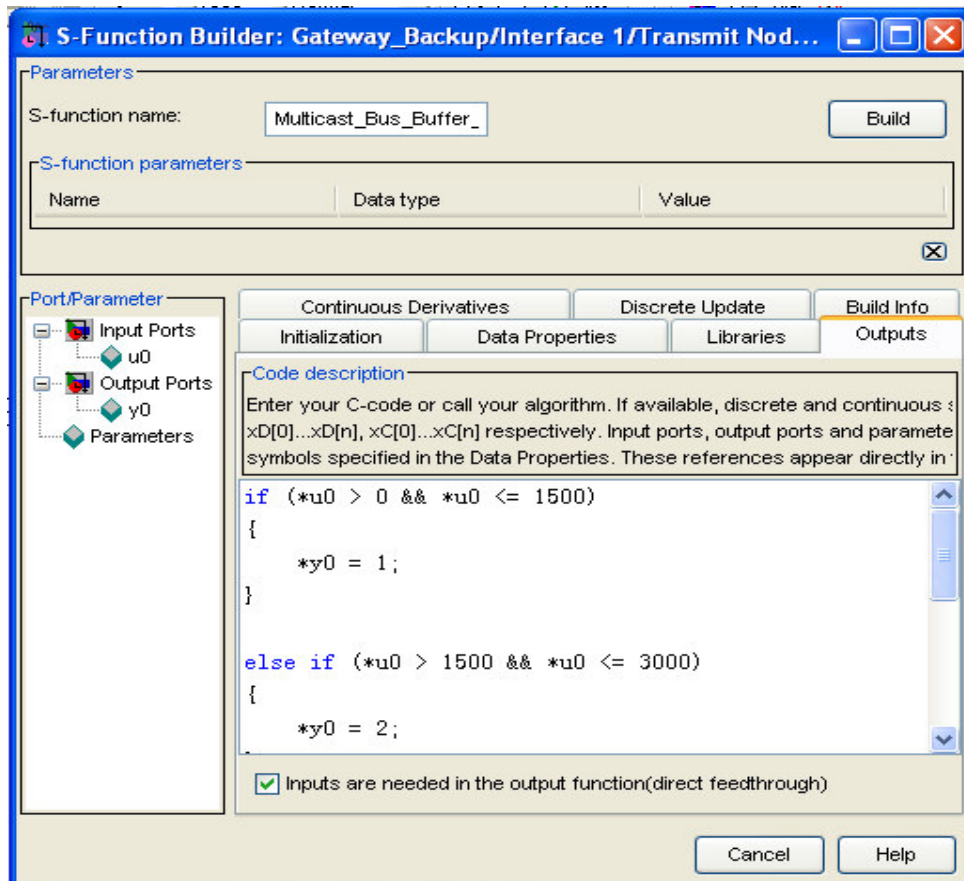 S-Function Builder: Gateway_Backup/Interface 1/Transmit Nod...
Parameters
S-function name:
Multicast_Bus_Buffer_
Build
S-function parameters
Name Data type Value
Port/Parameter
Input Ports
u0
Output Ports
y0
Parameters
Continuous Derivatives Discrete Update Build Info
Initialization Data Properties Libraries Outputs
Code description
Enter your C-code or call your algorithm. If available, discrete and continuous s
xD[0]...xD[n], xC[0]...xC[n] respectively. Input ports, output ports and paramete
symbols specified in the Data Properties. These references appear directly in
if (*u0 > 0 && *u0 <= 1500)
{
*y0 = 1;
}
else if (*u0 > 1500 && *u0 <= 3000)
{
*y0 = 2;
Inputs are needed in the output function(direct feedthrough)
Cancel Help